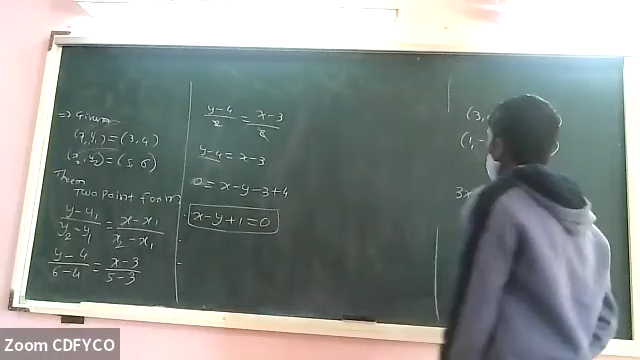 => Given
(x₁,y₁) = (3,4)
(x₂,y₂) = (5,6)
Then
Two point form
y-y₁/y₂-y₁ = x-x₁/x₂-x₁
y-4/6-4 = x-3/5-3
y-4/2 = x-3/2
y-4 = x-3
0 = x-y-3+4
x-y+1=0
(3,
(1,-
3x
Zoom CDFYCO